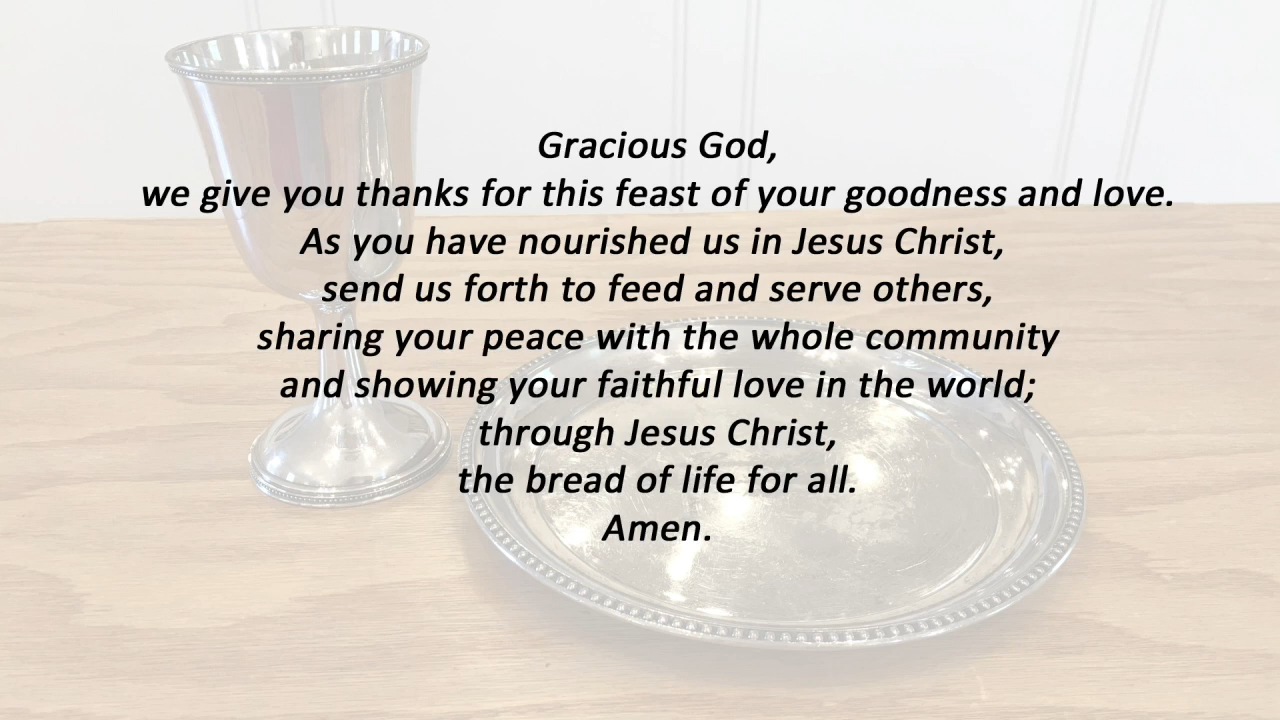 Gracious God,
we give you thanks for this feast of your goodness and love.
As you have nourished us in Jesus Christ,
send us forth to feed and serve others,
sharing your peace with the whole community
and showing your faithful love in the world;
through Jesus Christ,
the bread of life for all.
Amen.